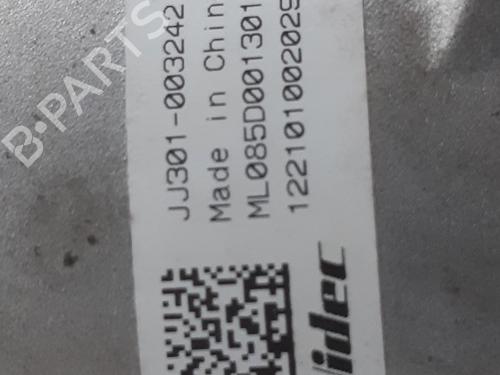 JJ301-003242
Made in Chin
ML085D001301
122101002029
idec
B-PARTS